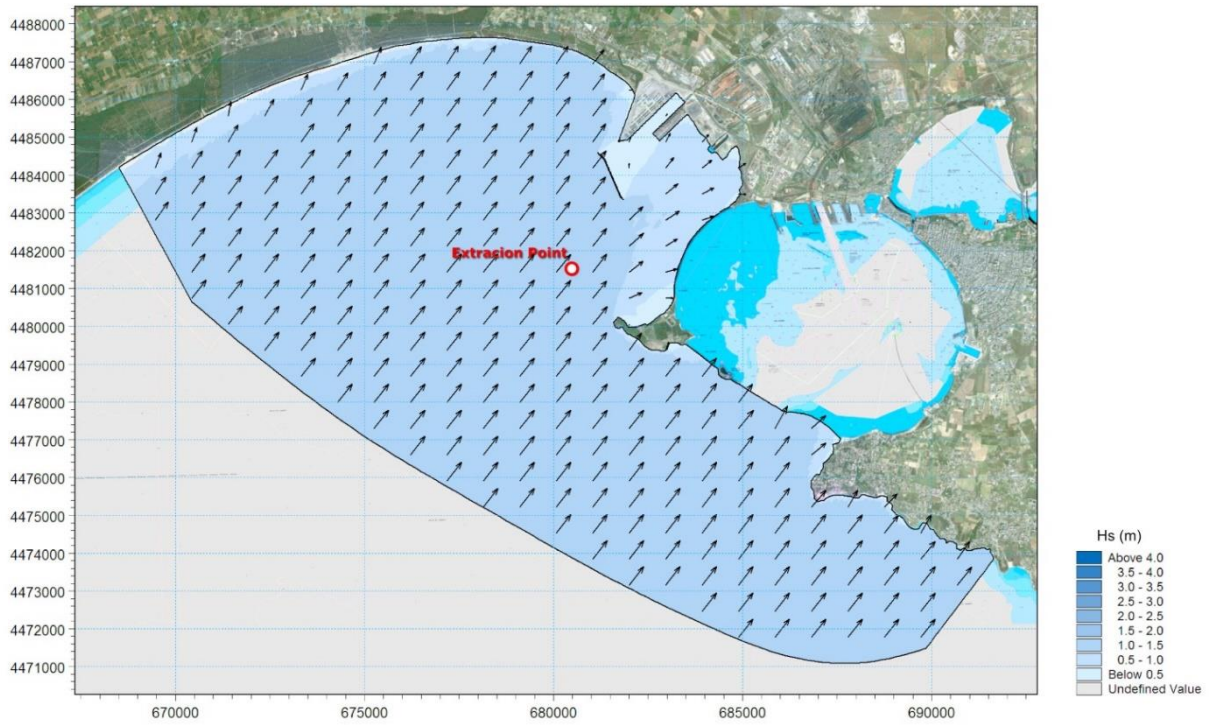 4488000
4487000
4486000
4485000
4484000
4483000
4482000
4481000
4480000
4479000
4478000
4477000
4476000
4475000
4474000
4473000
4472000
4471000
Extracion Point
670000 675000 680000 685000 690000
Hs (m)
Above 4.0
3.5 - 4.0
3.0 - 3.5
2.5 - 3.0
2.0 - 2.5
1.5 - 2.0
1.0 - 1.5
0.5 - 1.0
Below 0.5
Undefined Value